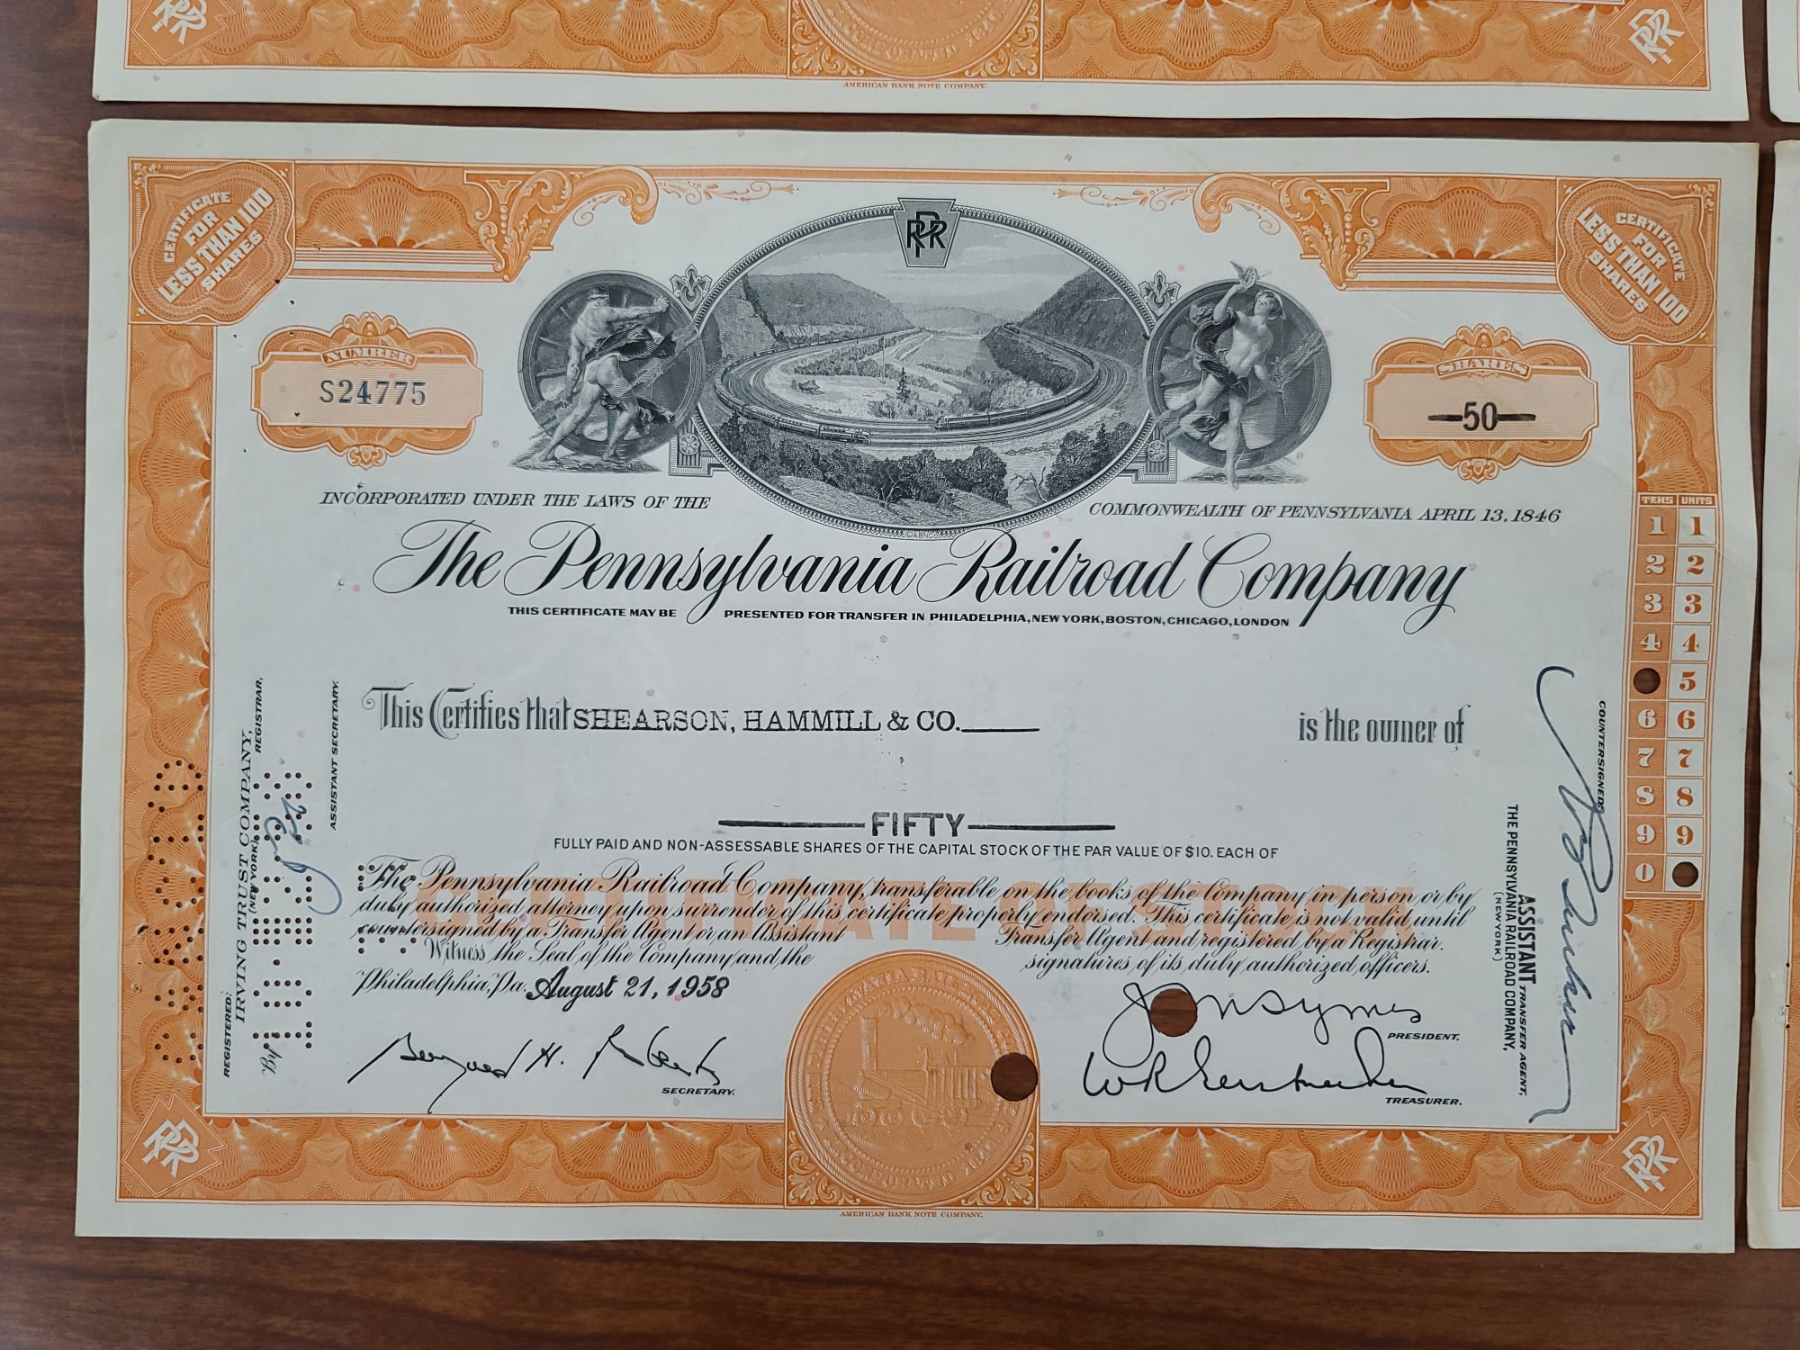 PRR
PRR
AMERICAN BANK NOTE COMPANY.
CERTIFICATE
FOR
LESS THAN 100
SHARES
PRR
CERTIFICATE
FOR
LESS THAN 100
SHARES
NUMBER
S24775
SHARES
50
INCORPORATED UNDER THE LAWS OF THE COMMONWEALTH OF PENNSYLVANIA APRIL 13, 1846
The Pennsylvania Railroad Company
THIS CERTIFICATE MAY BE PRESENTED FOR TRANSFER IN PHILADELPHIA, NEW YORK, BOSTON, CHICAGO, LONDON
TENS UNITS
1 1
2 2
3 3
4 4
5
6 6
7 7
8 8
9 9
0
This Certifies that SHEARSON, HAMMILL & CO. is the owner of
FIFTY
FULLY PAID AND NON-ASSESSABLE SHARES OF THE CAPITAL STOCK OF THE PAR VALUE OF $10. EACH OF
The Pennsylvania Railroad Company, transferable on the books of the Company in person or by
duly authorized attorney upon surrender of this certificate properly endorsed. This certificate is not valid until
countersigned by a Transfer Agent or an Assistant Transfer Agent and registered by a Registrar.
Witness the Seal of the Company and the signatures of its duly authorized officers.
Philadelphia, Pa. August 21, 1958
SECRETARY.
PRESIDENT.
TREASURER.
REGISTERED:
IRVING TRUST COMPANY,
(NEW YORK)
REGISTRAR,
ASSISTANT SECRETARY.
COUNTERSIGNED:
THE PENNSYLVANIA RAILROAD COMPANY,
(NEW YORK)
ASSISTANT TRANSFER AGENT,
PRR
PRR
AMERICAN BANK NOTE COMPANY.